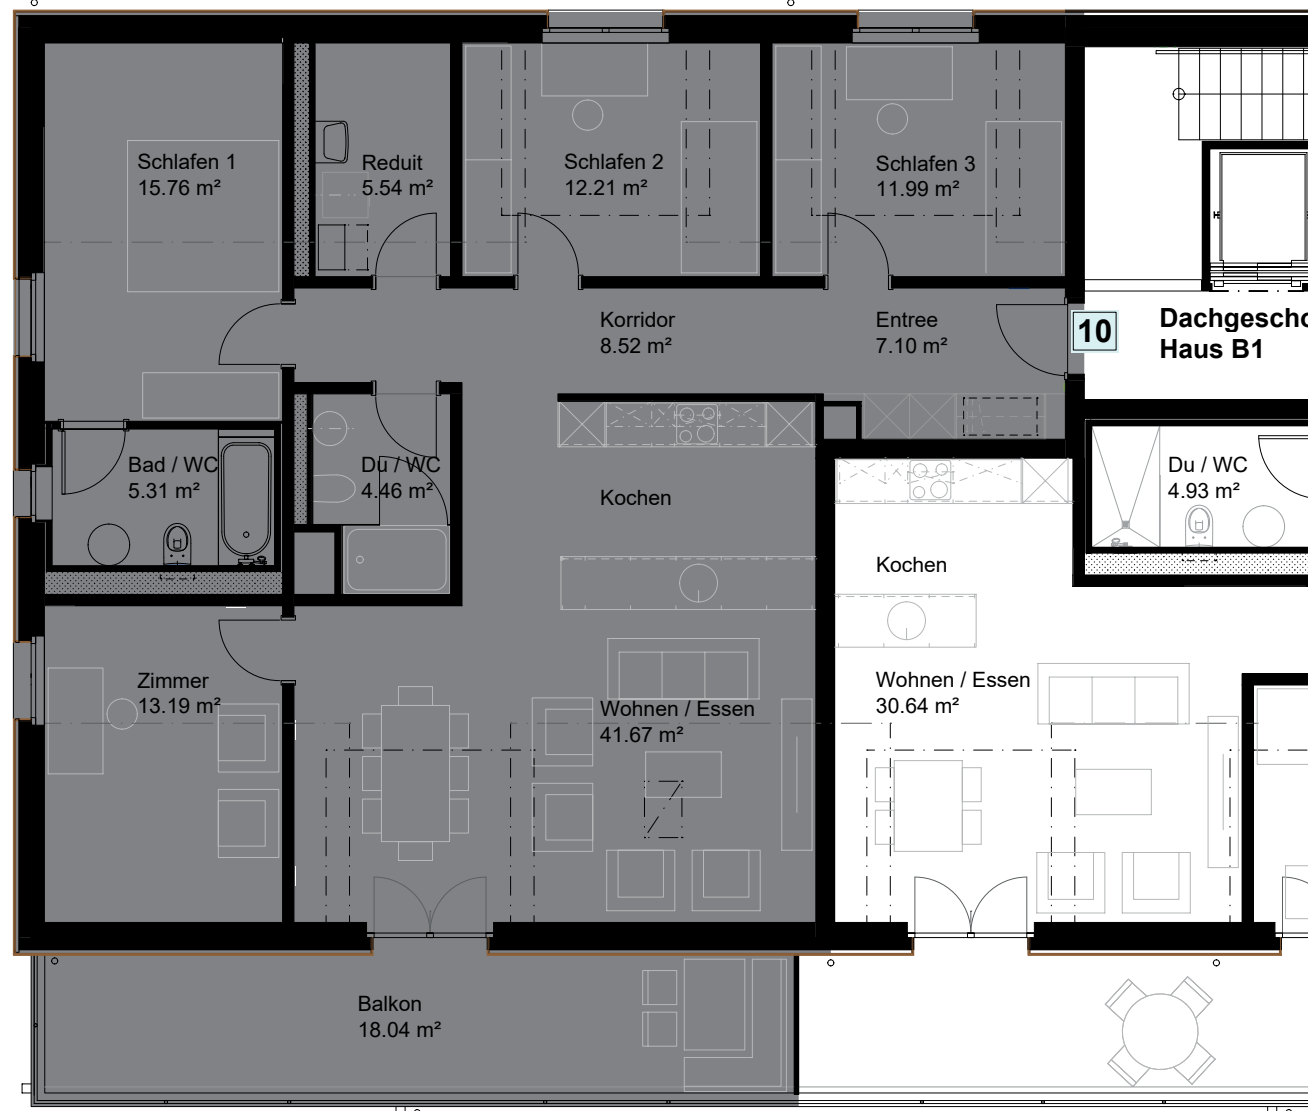 Schlafen 1
15.76 m²
Reduit
5.54 m²
Schlafen 2
12.21 m²
Schlafen 3
11.99 m²
Korridor
8.52 m²
Entree
7.10 m²
10
Dachgescho
Haus B1
Bad / WC
5.31 m²
Du / WC
4.46 m²
Kochen
Du / WC
4.93 m²
Kochen
Zimmer
13.19 m²
Wohnen / Essen
41.67 m²
Wohnen / Essen
30.64 m²
Balkon
18.04 m²